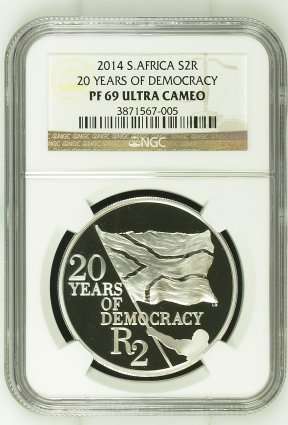 2014 S.AFRICA S2R
20 YEARS OF DEMOCRACY
PF 69 ULTRA CAMEO
3871567-005
NGC
20
YEARS
OF
DEMOCRACY
R2